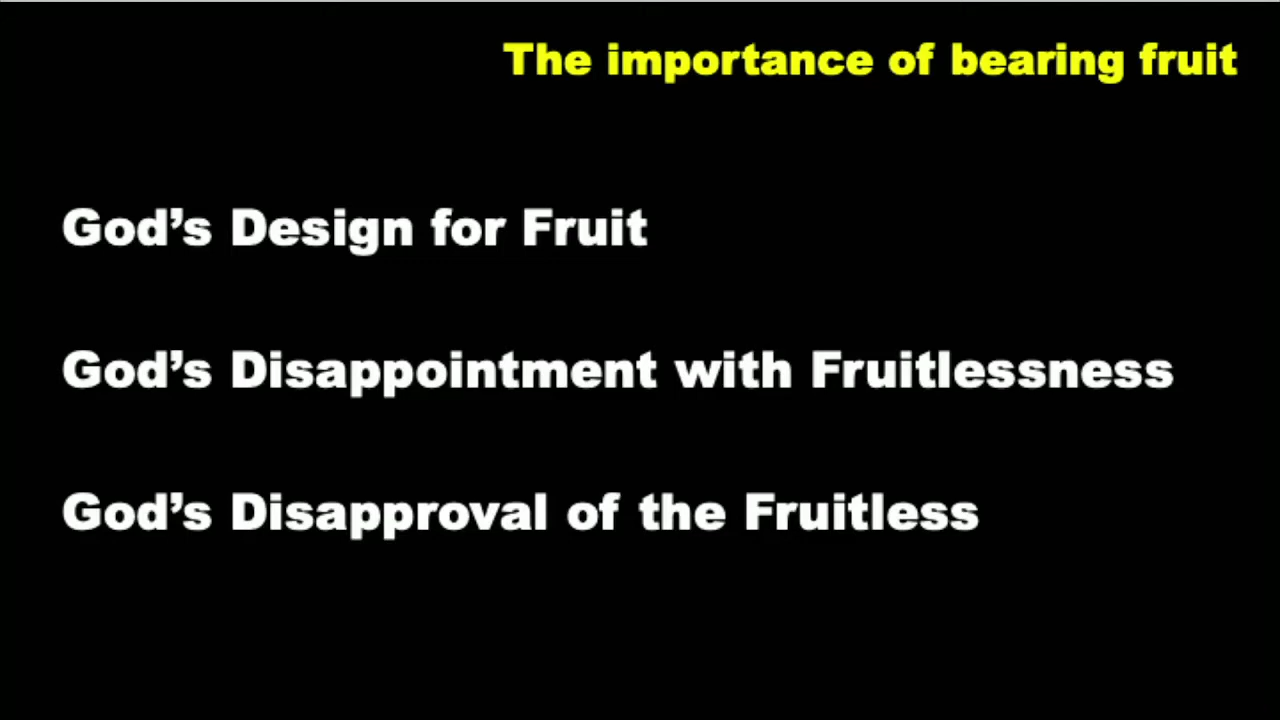 The importance of bearing fruit
God’s Design for Fruit
God’s Disappointment with Fruitlessness
God’s Disapproval of the Fruitless